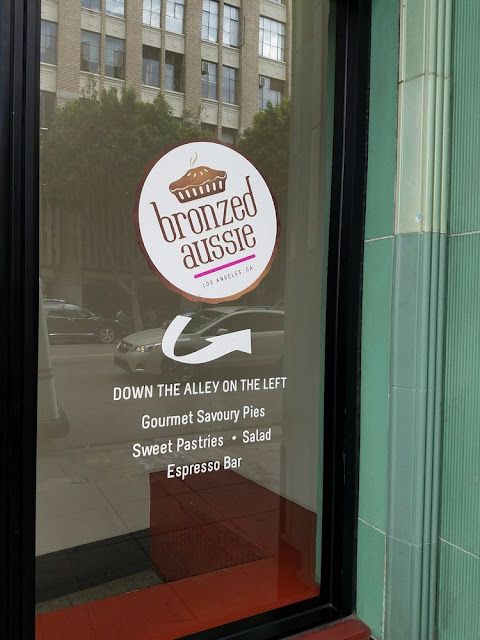 bronzed
aussie
LOS ANGELES, CA
DOWN THE ALLEY ON THE LEFT
Gourmet Savoury Pies
Sweet Pastries • Salad
Espresso Bar